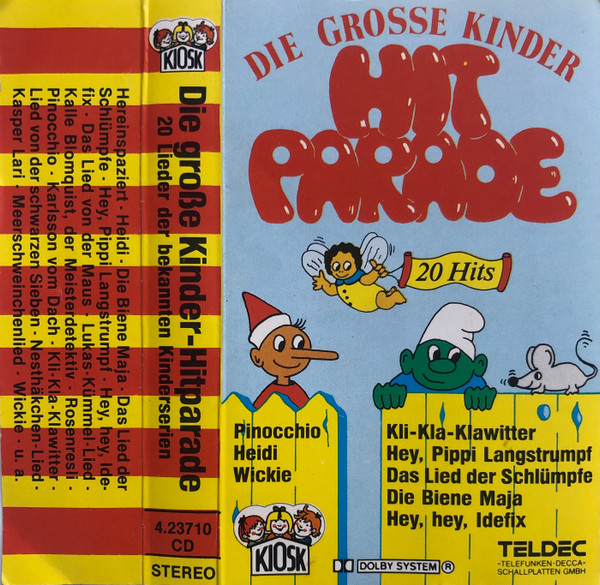 Hereinspaziert · Heidi · Die Biene Maja · Das Lied der
Schlümpfe · Hey, Pippi Langstrumpf · Hey, hey, Ide-
fix · Das Lied von der Maus · Lukas-Kümmel-Lied ·
Kalle Blomquist, der Meisterdetektiv · Rosenresli ·
Pinocchio · Karlsson vom Dach · Kli-Kla-Klawitter ·
Lied von der schwarzen Sieben · Nesthäkchen-Lied ·
Kasper Lari · Meerschweinchenlied · Wickie · u. a.
KIOSK
Die große Kinder-Hitparade
20 Lieder der bekannten Kinderserien
4.23710
CD
STEREO
DIE GROSSE KINDER
HIT
PARADE
20 Hits
Pinocchio
Heidi
Wickie
Kli-Kla-Klawitter
Hey, Pippi Langstrumpf
Das Lied der Schlümpfe
Die Biene Maja
Hey, hey, Idefix
KIOSK
DOLBY SYSTEM ®
TELDEC
»TELEFUNKEN-DECCA«
SCHALLPLATTEN GMBH